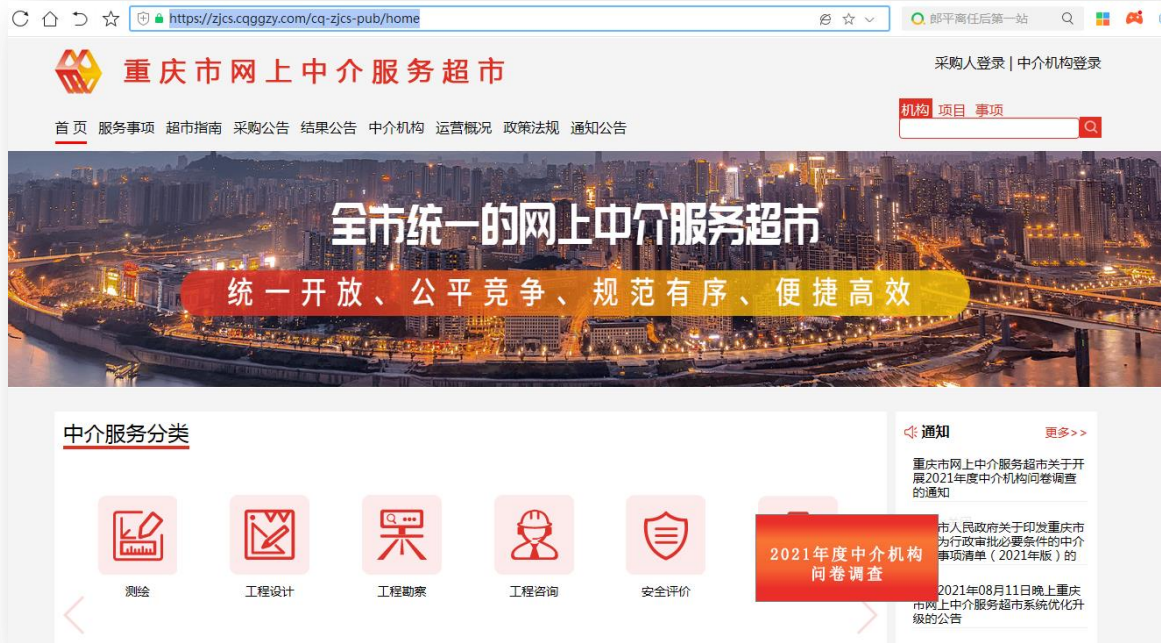 https://zjcs.cqggzy.com/cq-zjcs-pub/home
郎平离任后第一站
重庆市网上中介服务超市
采购人登录 | 中介机构登录
机构 项目 事项
首页 服务事项 超市指南 采购公告 结果公告 中介机构 运营概况 政策法规 通知公告
全市统一的网上中介服务超市
统一开放、公平竞争、规范有序、便捷高效
中介服务分类
测绘
工程设计
工程勘察
工程咨询
安全评价
通知
更多>>
重庆市网上中介服务超市关于开
展2021年度中介机构问卷调查
的通知
市人民政府关于印发重庆市
为行政审批必要条件的中介
事项清单（2021年版）的
2021年08月11日晚上重庆
市网上中介服务超市系统优化升
级的公告
2021年度中介机构
问卷调查